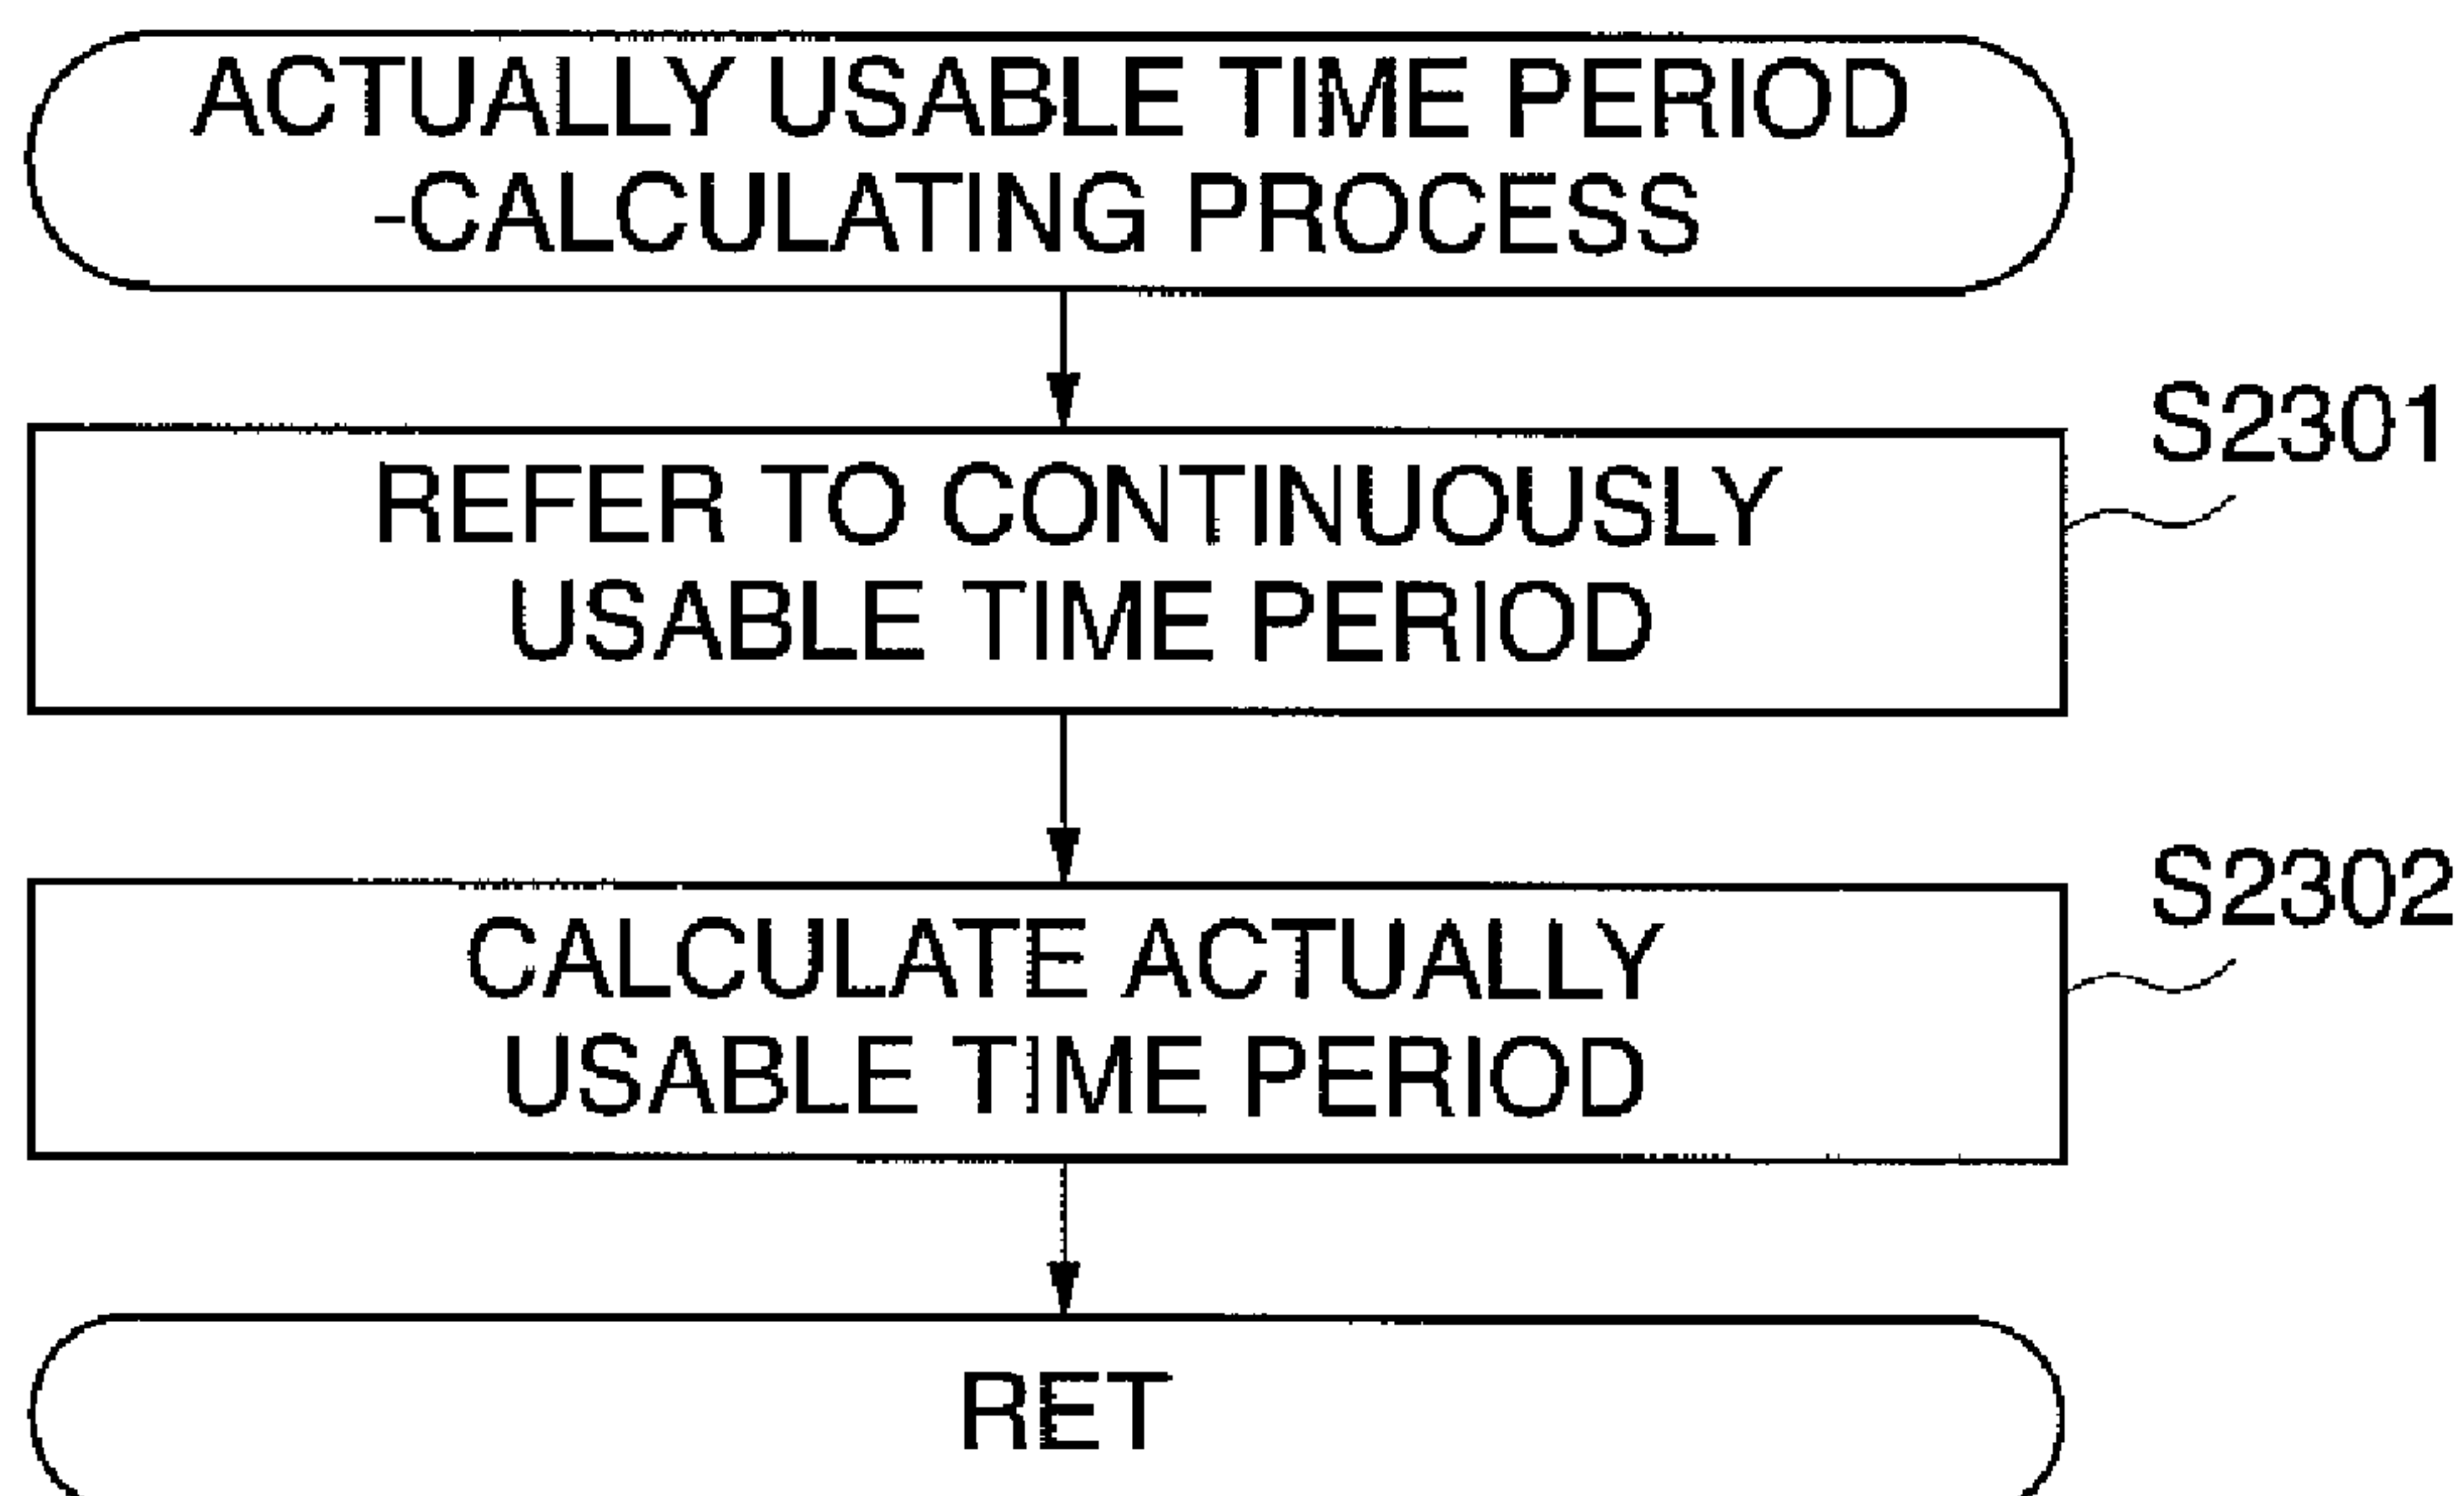 ACTUALLY USABLE TIME PERIOD
-CALCULATING PROCESS
S2301
REFER TO CONTINUOUSLY
USABLE TIME PERIOD
S2302
CALCULATE ACTUALLY
USABLE TIME PERIOD
RET